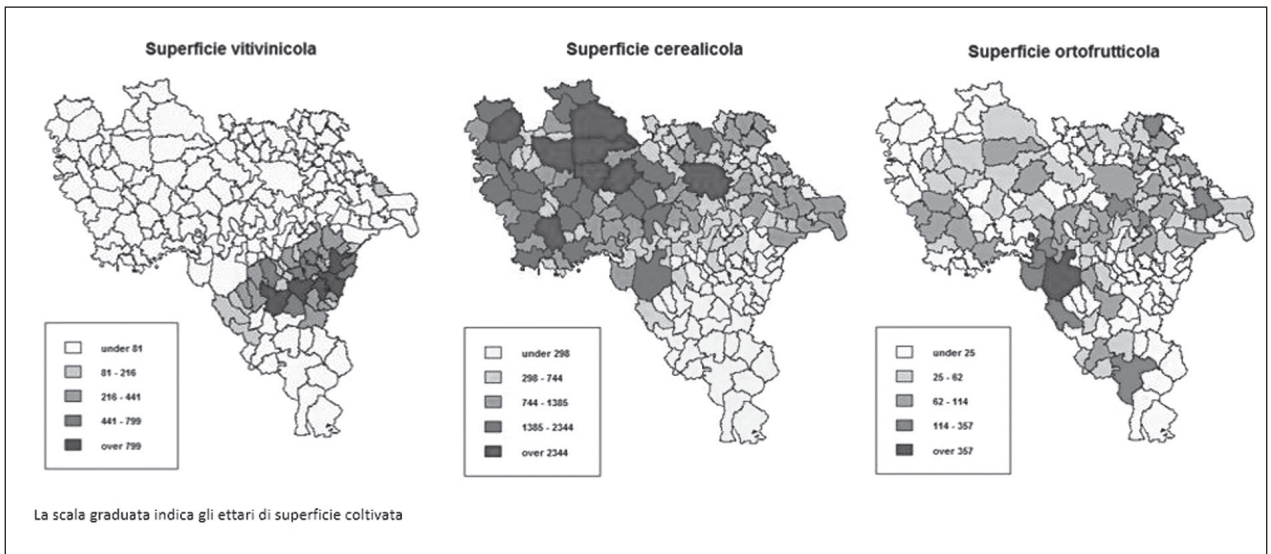 Superficie vitivinicola
under 81
81 - 216
216 - 441
441 - 799
over 799
Superficie cerealicola
under 298
298 - 744
744 - 1385
1385 - 2344
over 2344
Superficie ortofrutticola
under 25
25 - 62
62 - 114
114 - 357
over 357
La scala graduata indica gli ettari di superficie coltivata